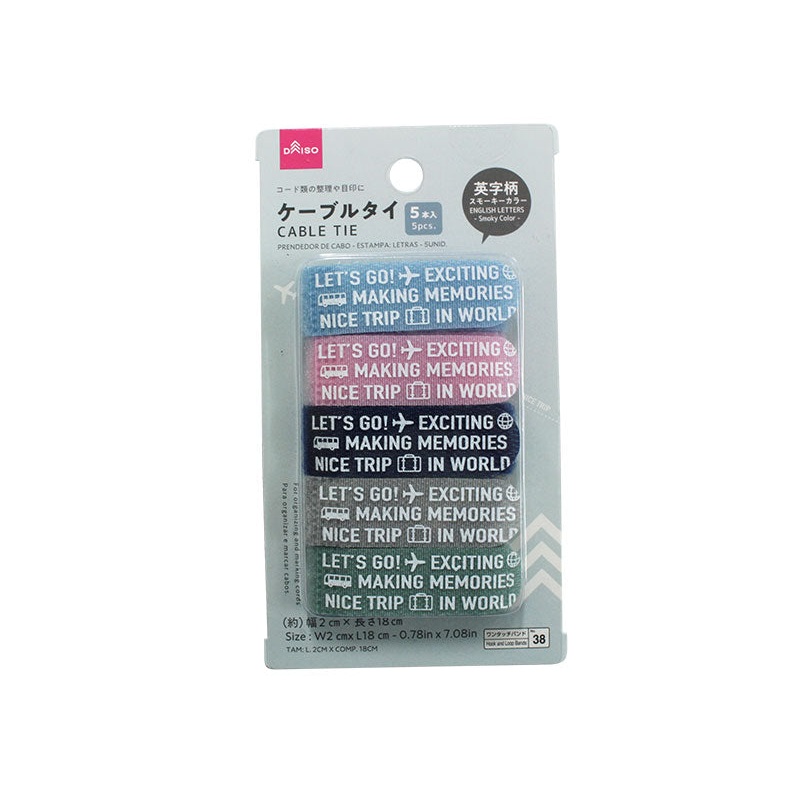 DAISO
コード類の整理や目印に
ケーブルタイ
5本入
5pcs.
CABLE TIE
PRENDEDOR DE CABO - ESTAMPA: LETRAS - 5UNID.
英字柄
スモーキーカラー
ENGLISH LETTERS
- Smoky Color -
LET'S GO! EXCITING
MAKING MEMORIES
NICE TRIP IN WORLD
LET'S GO! EXCITING
MAKING MEMORIES
NICE TRIP IN WORLD
LET'S GO! EXCITING
MAKING MEMORIES
NICE TRIP IN WORLD
LET'S GO! EXCITING
MAKING MEMORIES
NICE TRIP IN WORLD
LET'S GO! EXCITING
MAKING MEMORIES
NICE TRIP IN WORLD
NICE TRIP
For organizing and marking cords
Para organizar e marcar cabos.
(約)幅2cm×長さ18cm
Size : W2 cmx L18 cm - 0.78in x 7.08in
TAM: L. 2CM X COMP. 18CM
ワンタッチバンド
Hook and Loop Bands
No.
38